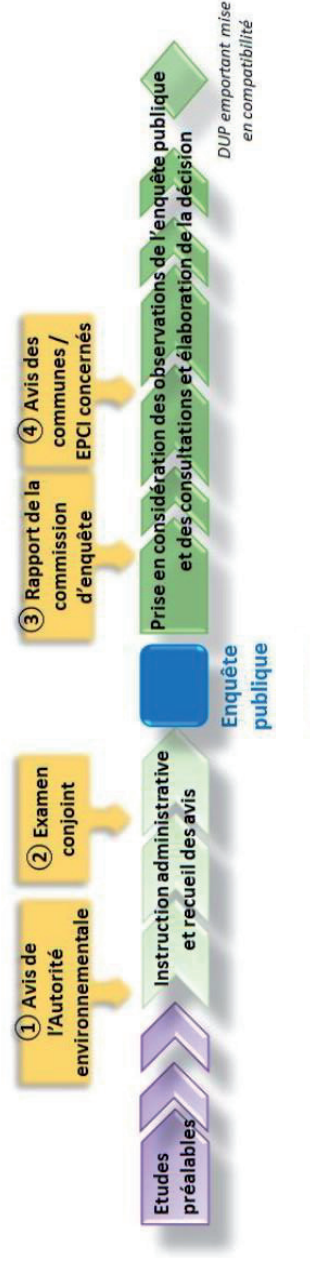 ① Avis de
l'Autorité
environnementale
② Examen
conjoint
③ Rapport de la
commission
d'enquête
④ Avis des
communes /
EPCI concernés
Etudes
préalables
Instruction administrative
et recueil des avis
Enquête
publique
Prise en considération des observations de l'enquête publique
et des consultations et élaboration de la décision
DUP emportant mise
en compatibilité